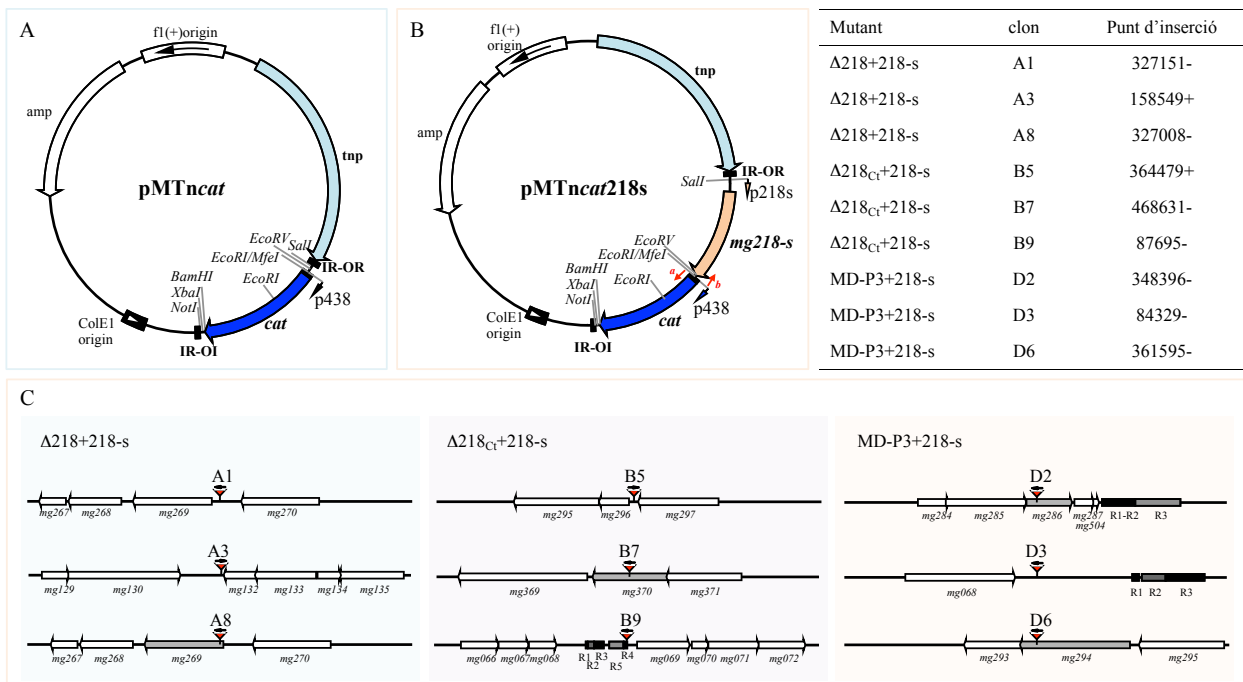 A
f1(+)origin
amp
tnp
pMTncat
EcoRV
SalI
EcoRI/MfeI
IR-OR
BamHI
EcoRI
XbaI
p438
NotI
cat
ColE1
origin
IR-OI
B
f1(+)
origin
tnp
amp
IR-OR
SalI
p218s
pMTncat218s
EcoRV
mg218-s
EcoRI/MfeI
BamHI
a
b
EcoRI
XbaI
NotI
p438
cat
ColE1
origin
IR-OI
Mutant clon Punt d’inserció
Δ218+218-s A1 327151-
Δ218+218-s A3 158549+
Δ218+218-s A8 327008-
Δ218Ct+218-s B5 364479+
Δ218Ct+218-s B7 468631-
Δ218Ct+218-s B9 87695-
MD-P3+218-s D2 348396-
MD-P3+218-s D3 84329-
MD-P3+218-s D6 361595-
C
Δ218+218-s
A1
mg267 mg268 mg269 mg270
A3
mg129 mg130 mg132 mg133 mg134 mg135
A8
mg267 mg268 mg269 mg270
Δ218Ct+218-s
B5
mg295 mg296 mg297
B7
mg369 mg370 mg371
B9
mg066 mg067 mg068 R1 R3 R4 mg069 mg070 mg071 mg072
R2 R5
MD-P3+218-s
D2
mg284 mg285 mg286 mg287 R1-R2 R3
mg504
D3
mg068 R1 R2 R3
D6
mg293 mg294 mg295